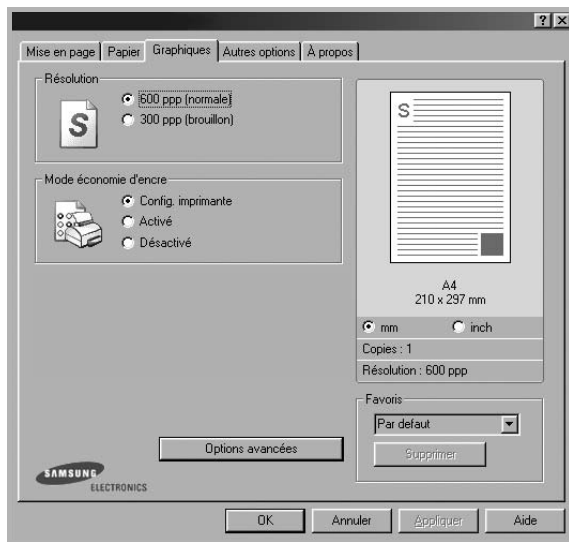 Mise en page Papier Graphiques Autres options À propos
Résolution
600 ppp (normale)
300 ppp (brouillon)
S
Mode économie d'encre
Config. imprimante
Activé
Désactivé
S
A4
210 x 297 mm
mm inch
Copies : 1
Résolution : 600 ppp
Favoris
Par defaut
Supprimer
Options avancées
SAMSUNG
ELECTRONICS
OK Annuler Appliquer Aide